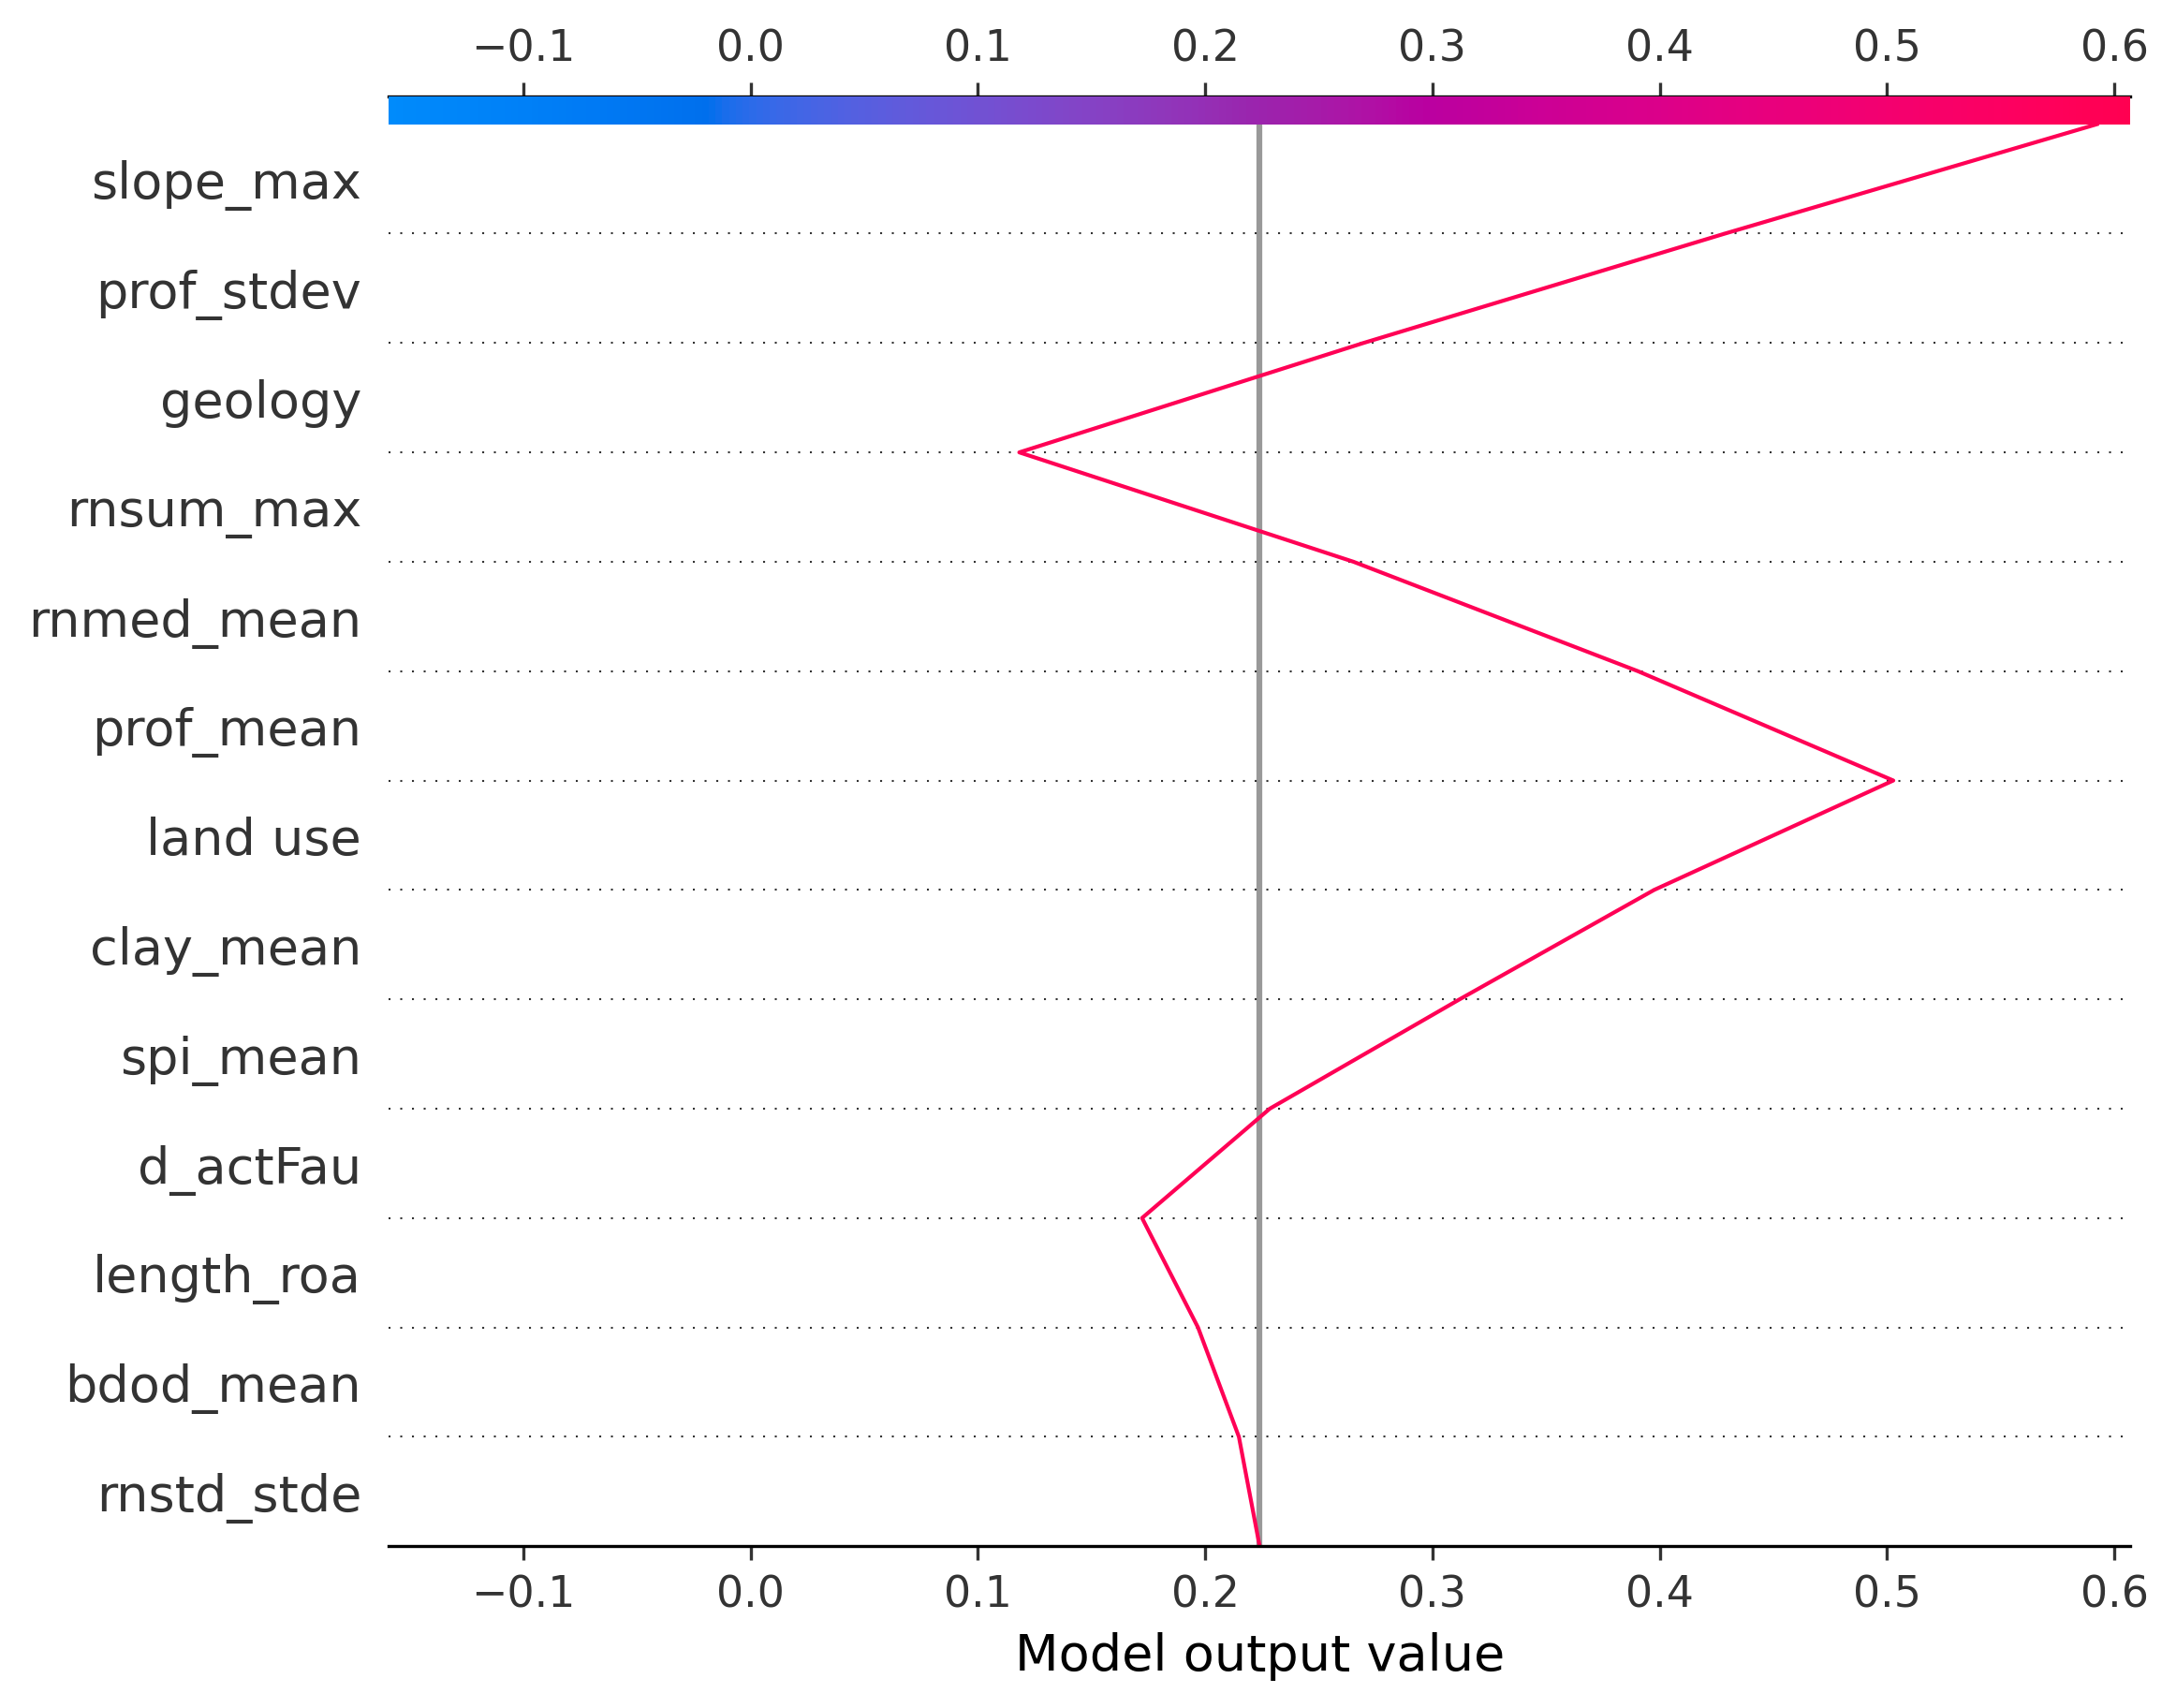 −0.1 0.0 0.1 0.2 0.3 0.4 0.5 0.6
slope_max
prof_stdev
geology
rnsum_max
rnmed_mean
prof_mean
land use
clay_mean
spi_mean
d_actFau
length_roa
bdod_mean
rnstd_stde
−0.1 0.0 0.1 0.2 0.3 0.4 0.5 0.6
Model output value